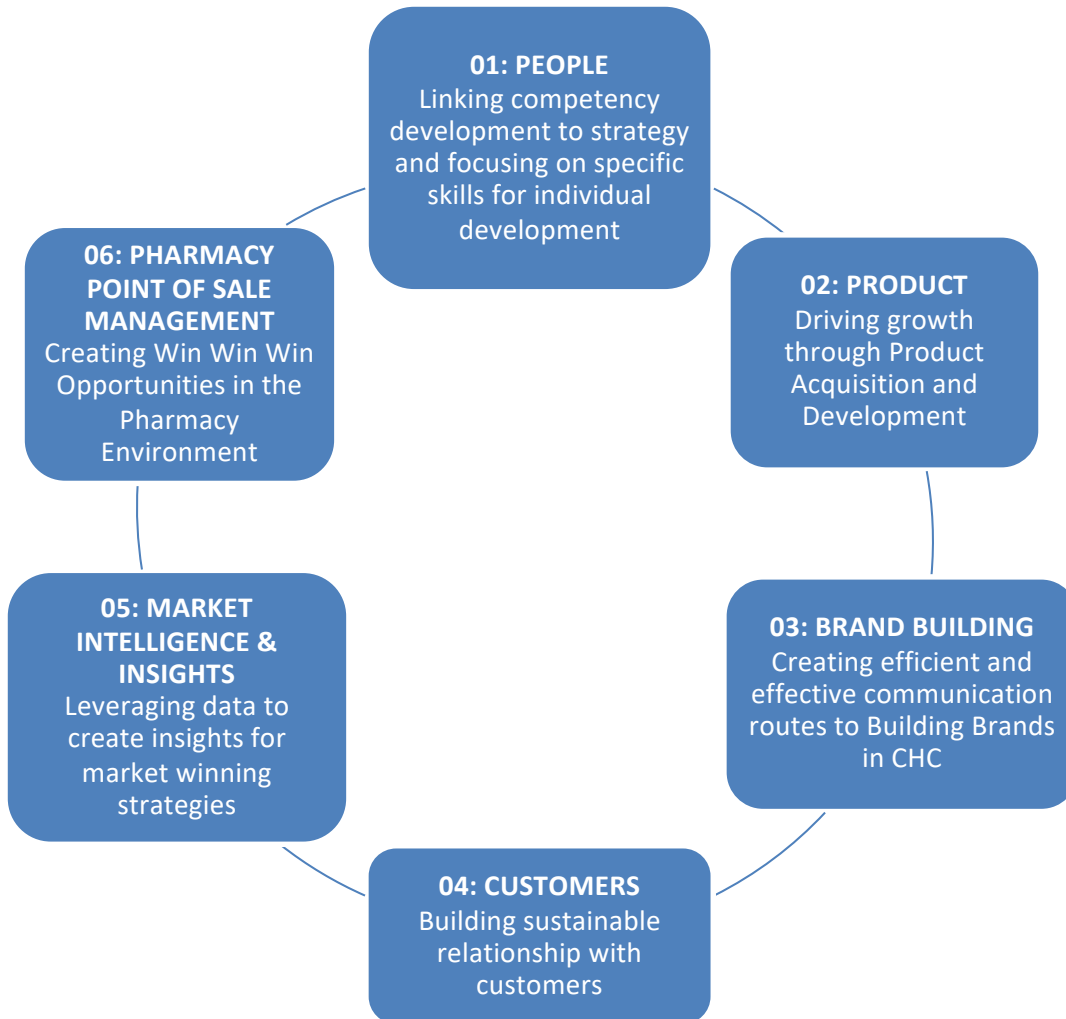 01: PEOPLE
Linking competency
development to strategy
and focusing on specific
skills for individual
development
02: PRODUCT
Driving growth
through Product
Acquisition and
Development
03: BRAND BUILDING
Creating efficient and
effective communication
routes to Building Brands
in CHC
04: CUSTOMERS
Building sustainable
relationship with
customers
05: MARKET
INTELLIGENCE &
INSIGHTS
Leveraging data to
create insights for
market winning
strategies
06: PHARMACY
POINT OF SALE
MANAGEMENT
Creating Win Win Win
Opportunities in the
Pharmacy
Environment